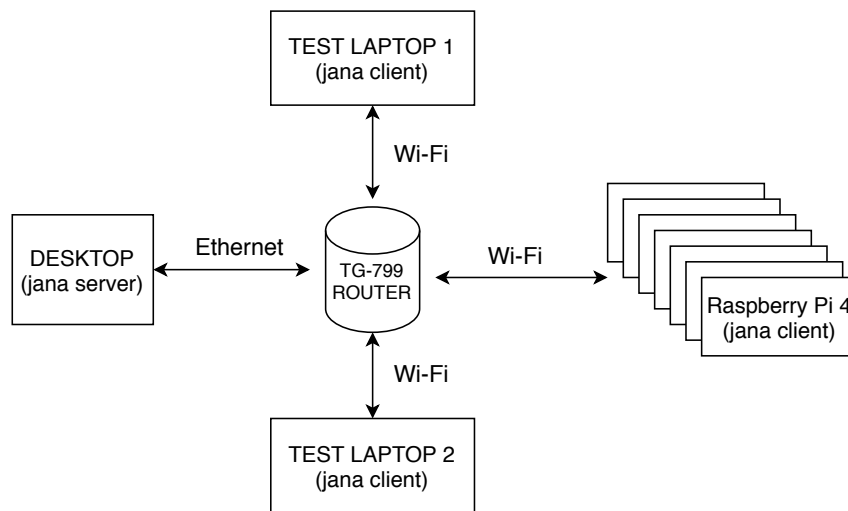 TEST LAPTOP 1
(jana client)
Wi-Fi
DESKTOP
(jana server)
Ethernet
TG-799
ROUTER
Wi-Fi
Raspberry Pi 4
(jana client)
Wi-Fi
TEST LAPTOP 2
(jana client)